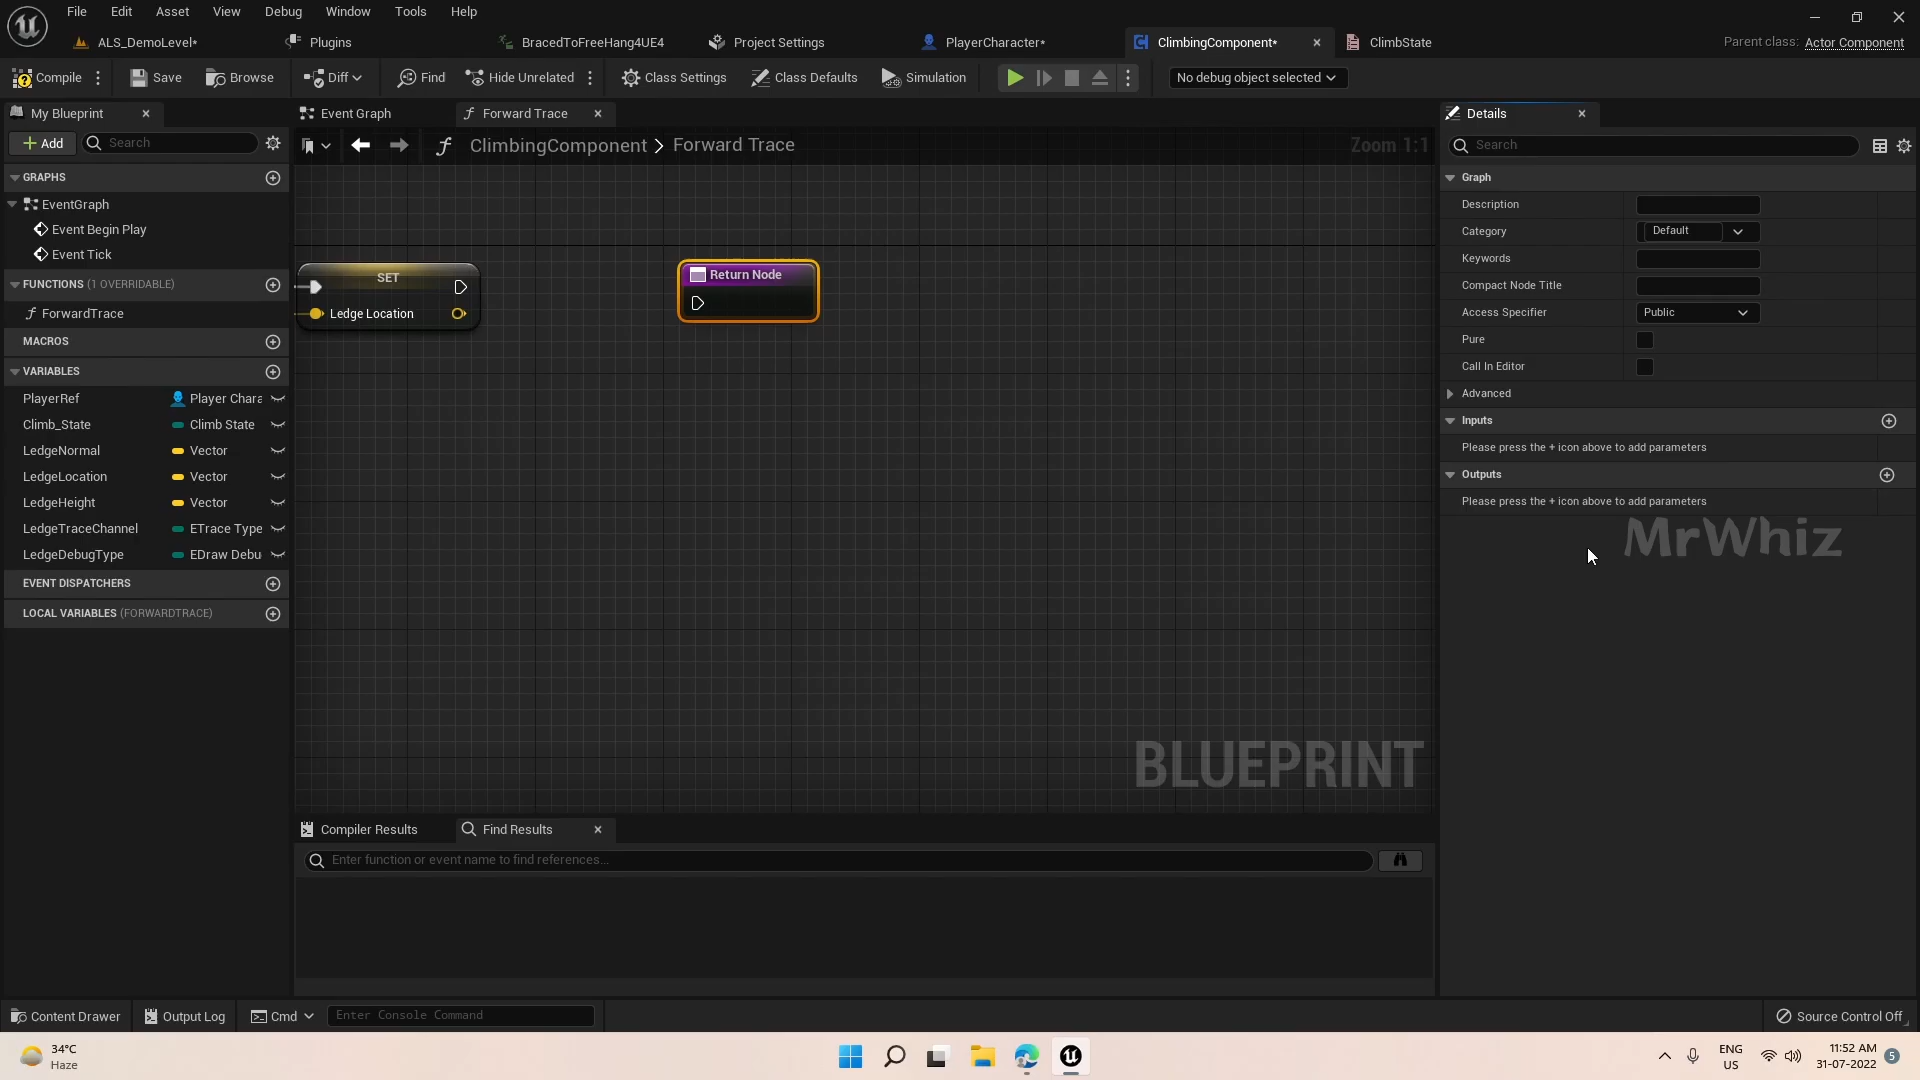 File Edit Asset View Debug Window Tools Help
ALS_DemoLevel* Plugins BracedToFreeHang4UE4 Project Settings PlayerCharacter* ClimbingComponent* ClimbState Parent class: Actor Component
Compile Save Browse Diff Find Hide Unrelated Class Settings Class Defaults Simulation No debug object selected
My Blueprint Event Graph Forward Trace Details
Add Search ClimbingComponent > Forward Trace Zoom 1:1 Search
GRAPHS
EventGraph
Event Begin Play
Event Tick
FUNCTIONS (1 OVERRIDABLE)
ForwardTrace
MACROS
VARIABLES
PlayerRef Player Chara
Climb_State Climb State
LedgeNormal Vector
LedgeLocation Vector
LedgeHeight Vector
LedgeTraceChannel ETrace Type
LedgeDebugType EDraw Debu
EVENT DISPATCHERS
LOCAL VARIABLES (FORWARDTRACE)
SET
Ledge Location
Return Node
BLUEPRINT
Graph
Description
Category Default
Keywords
Compact Node Title
Access Specifier Public
Pure
Call In Editor
Advanced
Inputs
Please press the + icon above to add parameters
Outputs
Please press the + icon above to add parameters
MrWhiz
Compiler Results Find Results
Enter function or event name to find references...
Content Drawer Output Log Cmd Enter Console Command Source Control Off
34°C
Haze
ENG
US
11:52 AM
31-07-2022
5